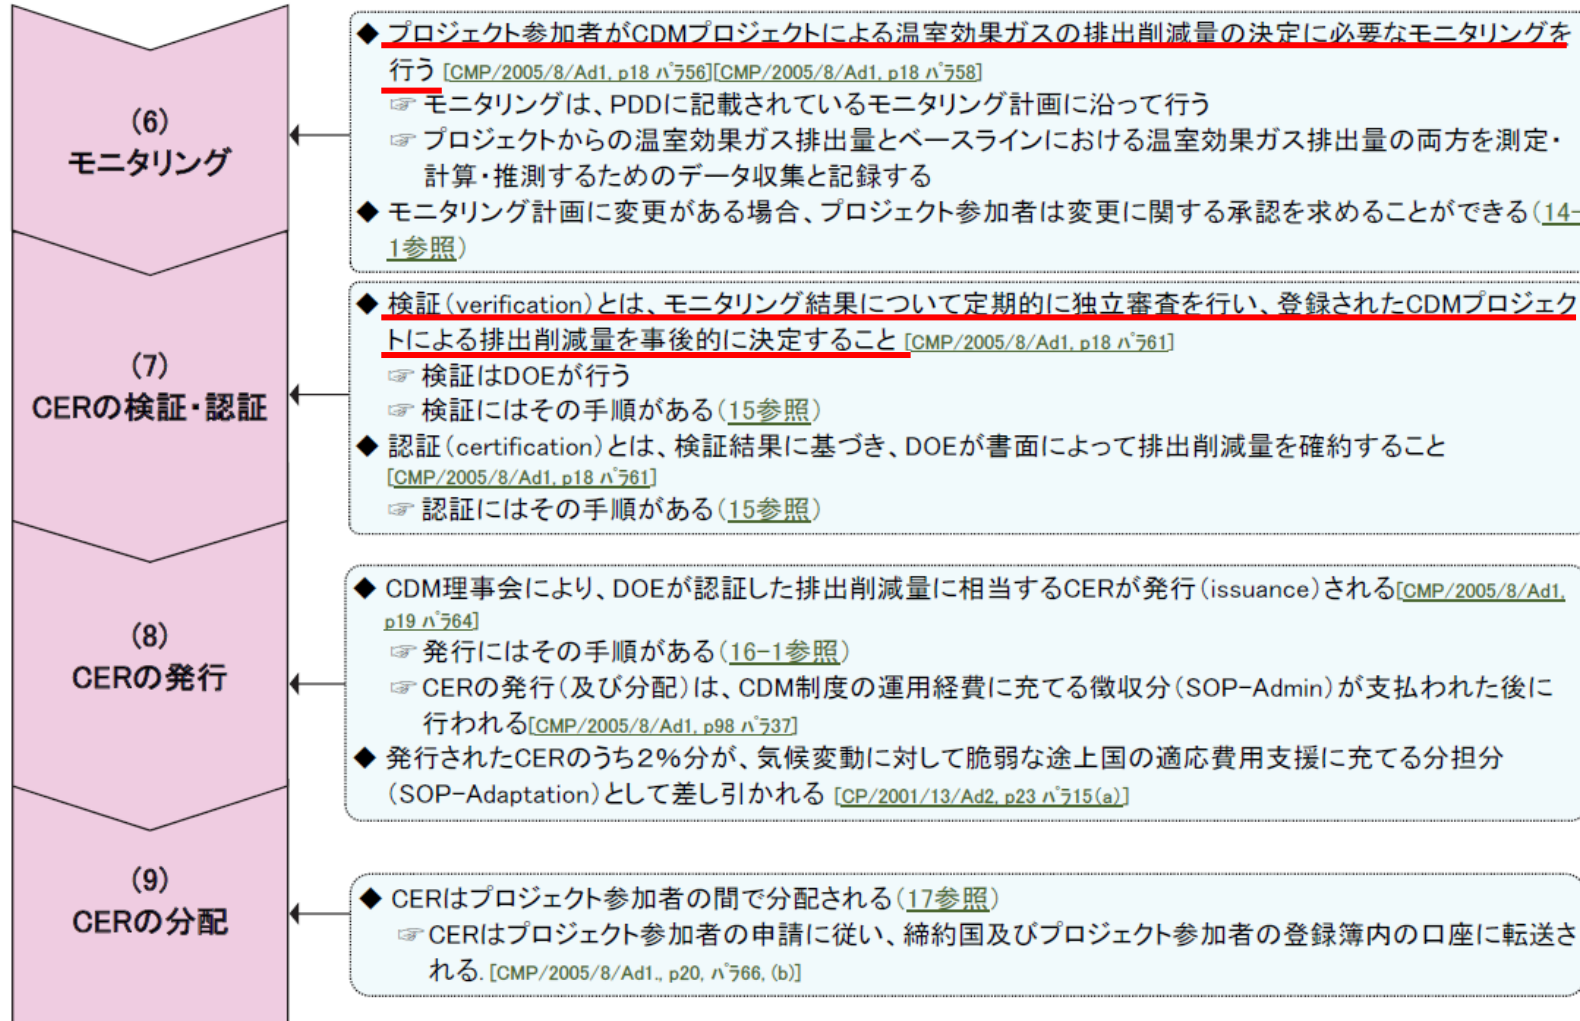 (6)
モニタリング
◆ プロジェクト参加者がCDMプロジェクトによる温室効果ガスの排出削減量の決定に必要なモニタリングを
行う [CMP/2005/8/Ad1, p18 パラ56][CMP/2005/8/Ad1, p18 パラ58]
☞ モニタリングは、PDDに記載されているモニタリング計画に沿って行う
☞ プロジェクトからの温室効果ガス排出量とベースラインにおける温室効果ガス排出量の両方を測定・
計算・推測するためのデータ収集と記録する
◆ モニタリング計画に変更がある場合、プロジェクト参加者は変更に関する承認を求めることができる(14-
1参照)
(7)
CERの検証・認証
◆ 検証(verification)とは、モニタリング結果について定期的に独立審査を行い、登録されたCDMプロジェク
トによる排出削減量を事後的に決定すること [CMP/2005/8/Ad1, p18 パラ61]
☞ 検証はDOEが行う
☞ 検証にはその手順がある(15参照)
◆ 認証(certification)とは、検証結果に基づき、DOEが書面によって排出削減量を確約すること
[CMP/2005/8/Ad1, p18 パラ61]
☞ 認証にはその手順がある(15参照)
(8)
CERの発行
◆ CDM理事会により、DOEが認証した排出削減量に相当するCERが発行(issuance)される[CMP/2005/8/Ad1,
p19 パラ64]
☞ 発行にはその手順がある(16-1参照)
☞ CERの発行(及び分配)は、CDM制度の運用経費に充てる徴収分(SOP-Admin)が支払われた後に
行われる[CMP/2005/8/Ad1, p98 パラ37]
◆ 発行されたCERのうち2%分が、気候変動に対して脆弱な途上国の適応費用支援に充てる分担分
(SOP-Adaptation)として差し引かれる [CP/2001/13/Ad2, p23 パラ15(a)]
(9)
CERの分配
◆ CERはプロジェクト参加者の間で分配される(17参照)
☞ CERはプロジェクト参加者の申請に従い、締約国及びプロジェクト参加者の登録簿内の口座に転送さ
れる. [CMP/2005/8/Ad1., p20, パラ66, (b)]